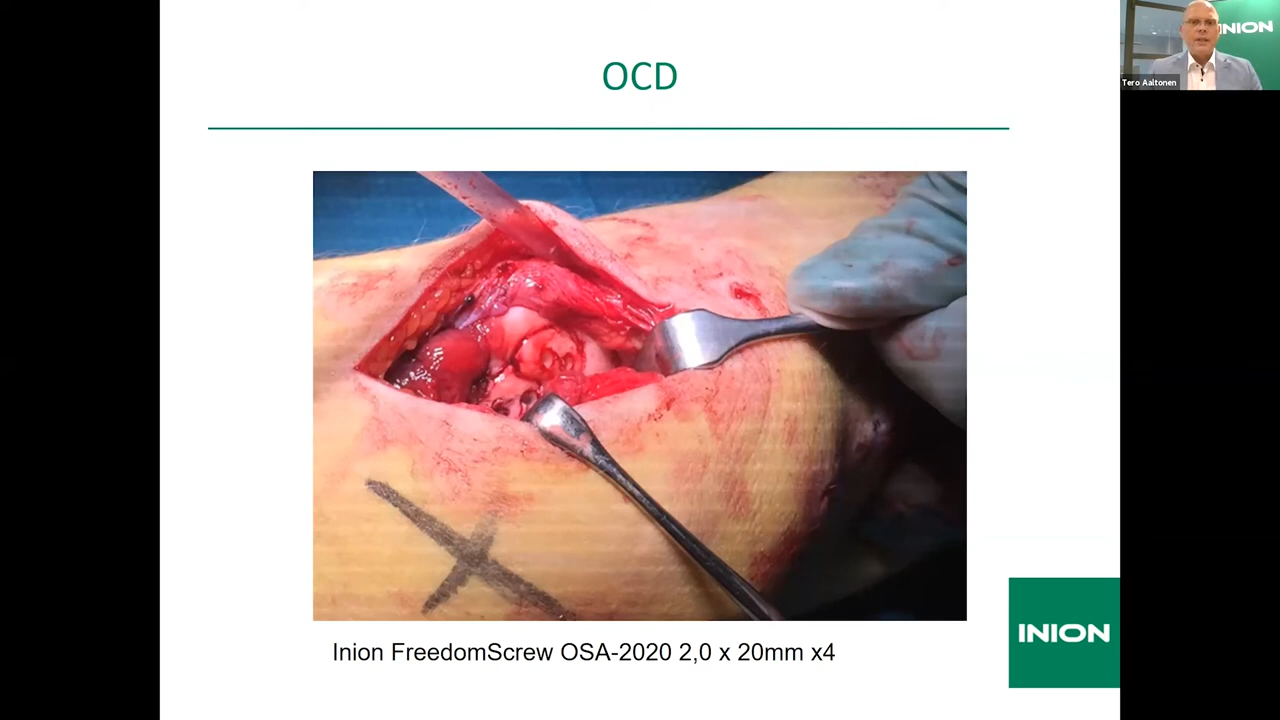 OCD
INION
Tero Aaltonen
Inion FreedomScrew OSA-2020 2,0 x 20mm x4
INION